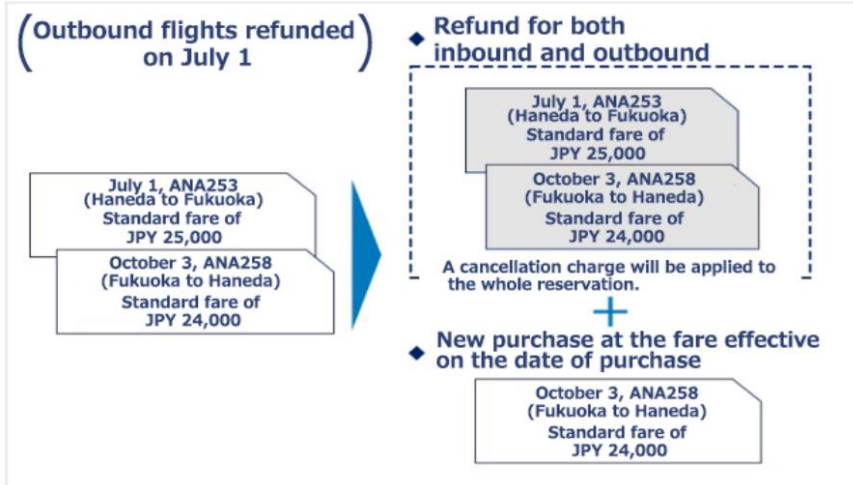 (Outbound flights refunded
on July 1)
July 1, ANA253
(Haneda to Fukuoka)
Standard fare of
JPY 25,000
October 3, ANA258
(Fukuoka to Haneda)
Standard fare of
JPY 24,000
◆ Refund for both
inbound and outbound
July 1, ANA253
(Haneda to Fukuoka)
Standard fare of
JPY 25,000
October 3, ANA258
(Fukuoka to Haneda)
Standard fare of
JPY 24,000
A cancellation charge will be applied to
the whole reservation.
+
◆ New purchase at the fare effective
on the date of purchase
October 3, ANA258
(Fukuoka to Haneda)
Standard fare of
JPY 24,000